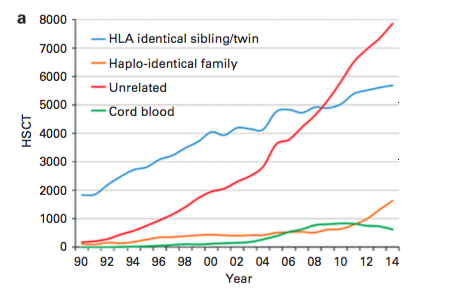 a
8000
7000
6000
5000
4000
3000
2000
1000
0
HSCT
HLA identical sibling/twin
Haplo-identical family
Unrelated
Cord blood
90 92 94 96 98 00 02 04 06 08 10 12 14
Year